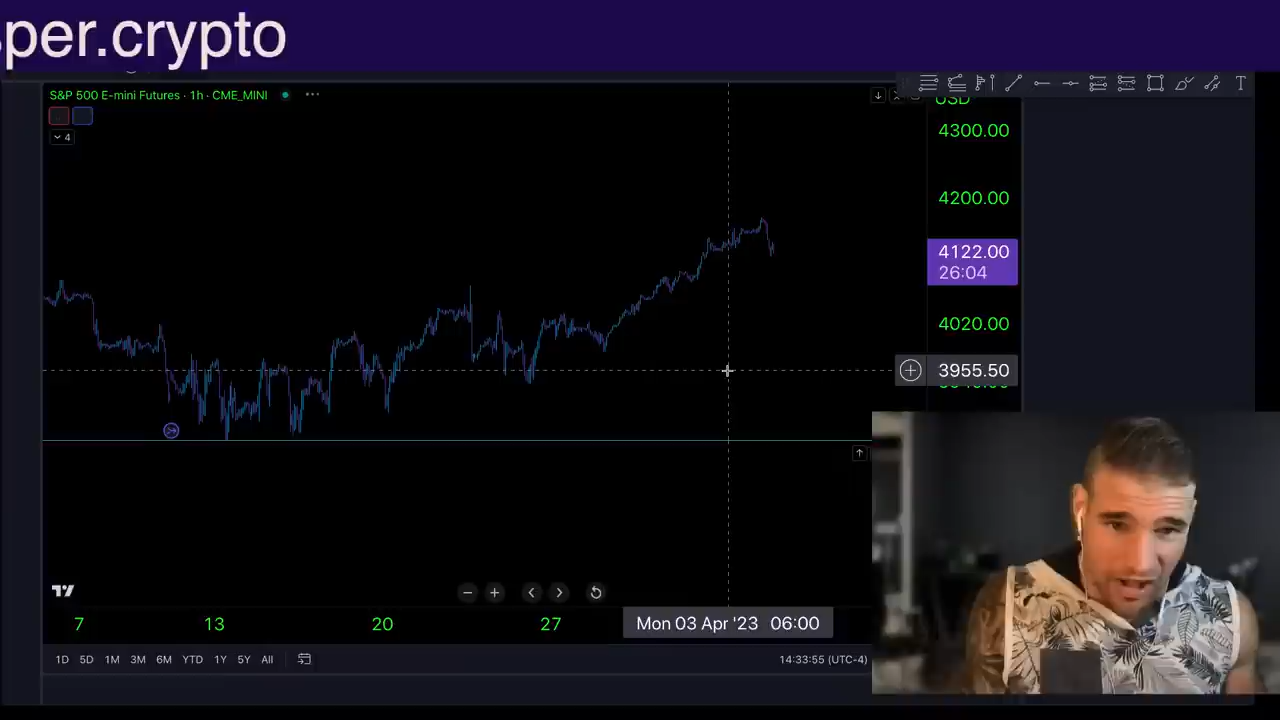 per.crypto
S&P 500 E-mini Futures · 1h · CME_MINI
4
T
USD
4300.00
4200.00
4122.00
26:04
4020.00
3955.50
7 13 20 27 Mon 03 Apr '23 06:00
1D 5D 1M 3M 6M YTD 1Y 5Y All 14:33:55 (UTC-4)